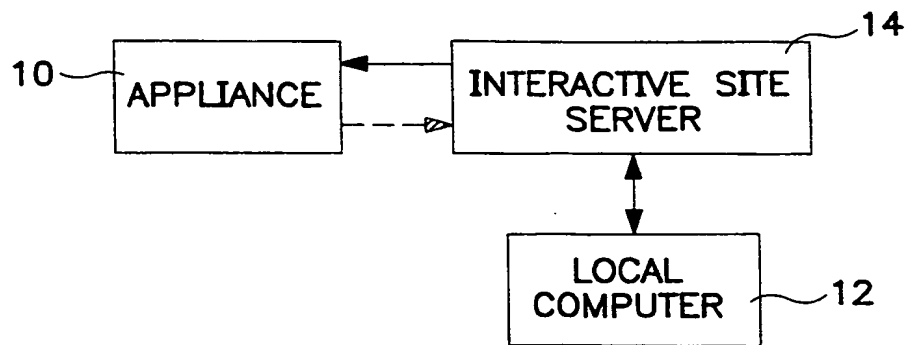 14
10
APPLIANCE
INTERACTIVE SITE
SERVER
LOCAL
COMPUTER
12